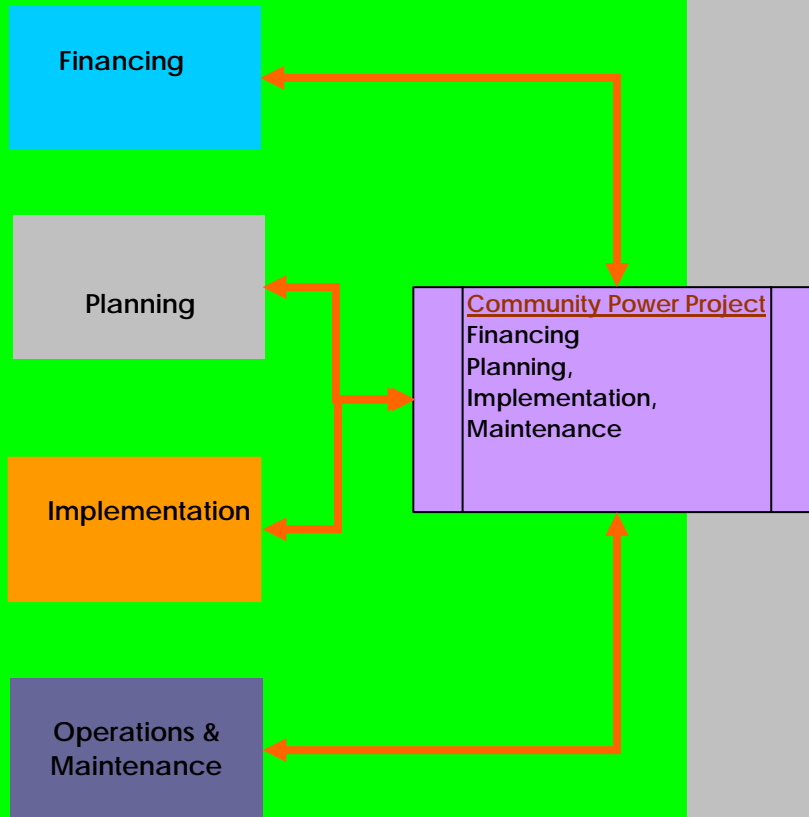 Financing
Planning
Implementation
Operations &
Maintenance
Community Power Project
Financing
Planning,
Implementation,
Maintenance